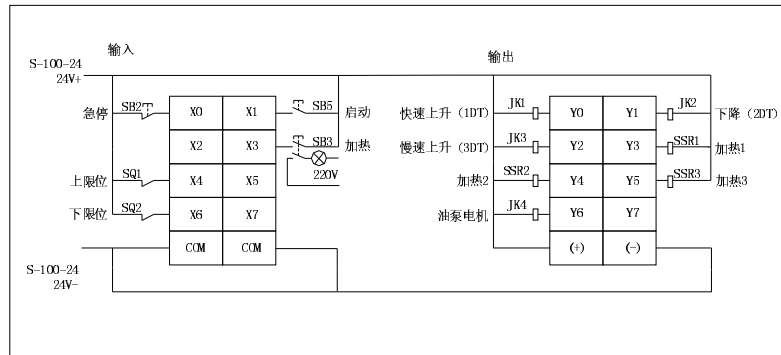 输入
输出
S-100-24
24V+
急停
SB2
X0
X1
SB5
启动
X2
X3
SB3
加热
220V
上限位
SQ1
X4
X5
下限位
SQ2
X6
X7
COM
COM
S-100-24
24V-
快速上升（1DT）
JK1
Y0
Y1
JK2
下降（2DT）
慢速上升（3DT）
JK3
Y2
Y3
SSR1
加热1
加热2
SSR2
Y4
Y5
SSR3
加热3
油泵电机
JK4
Y6
Y7
(+)
(-)